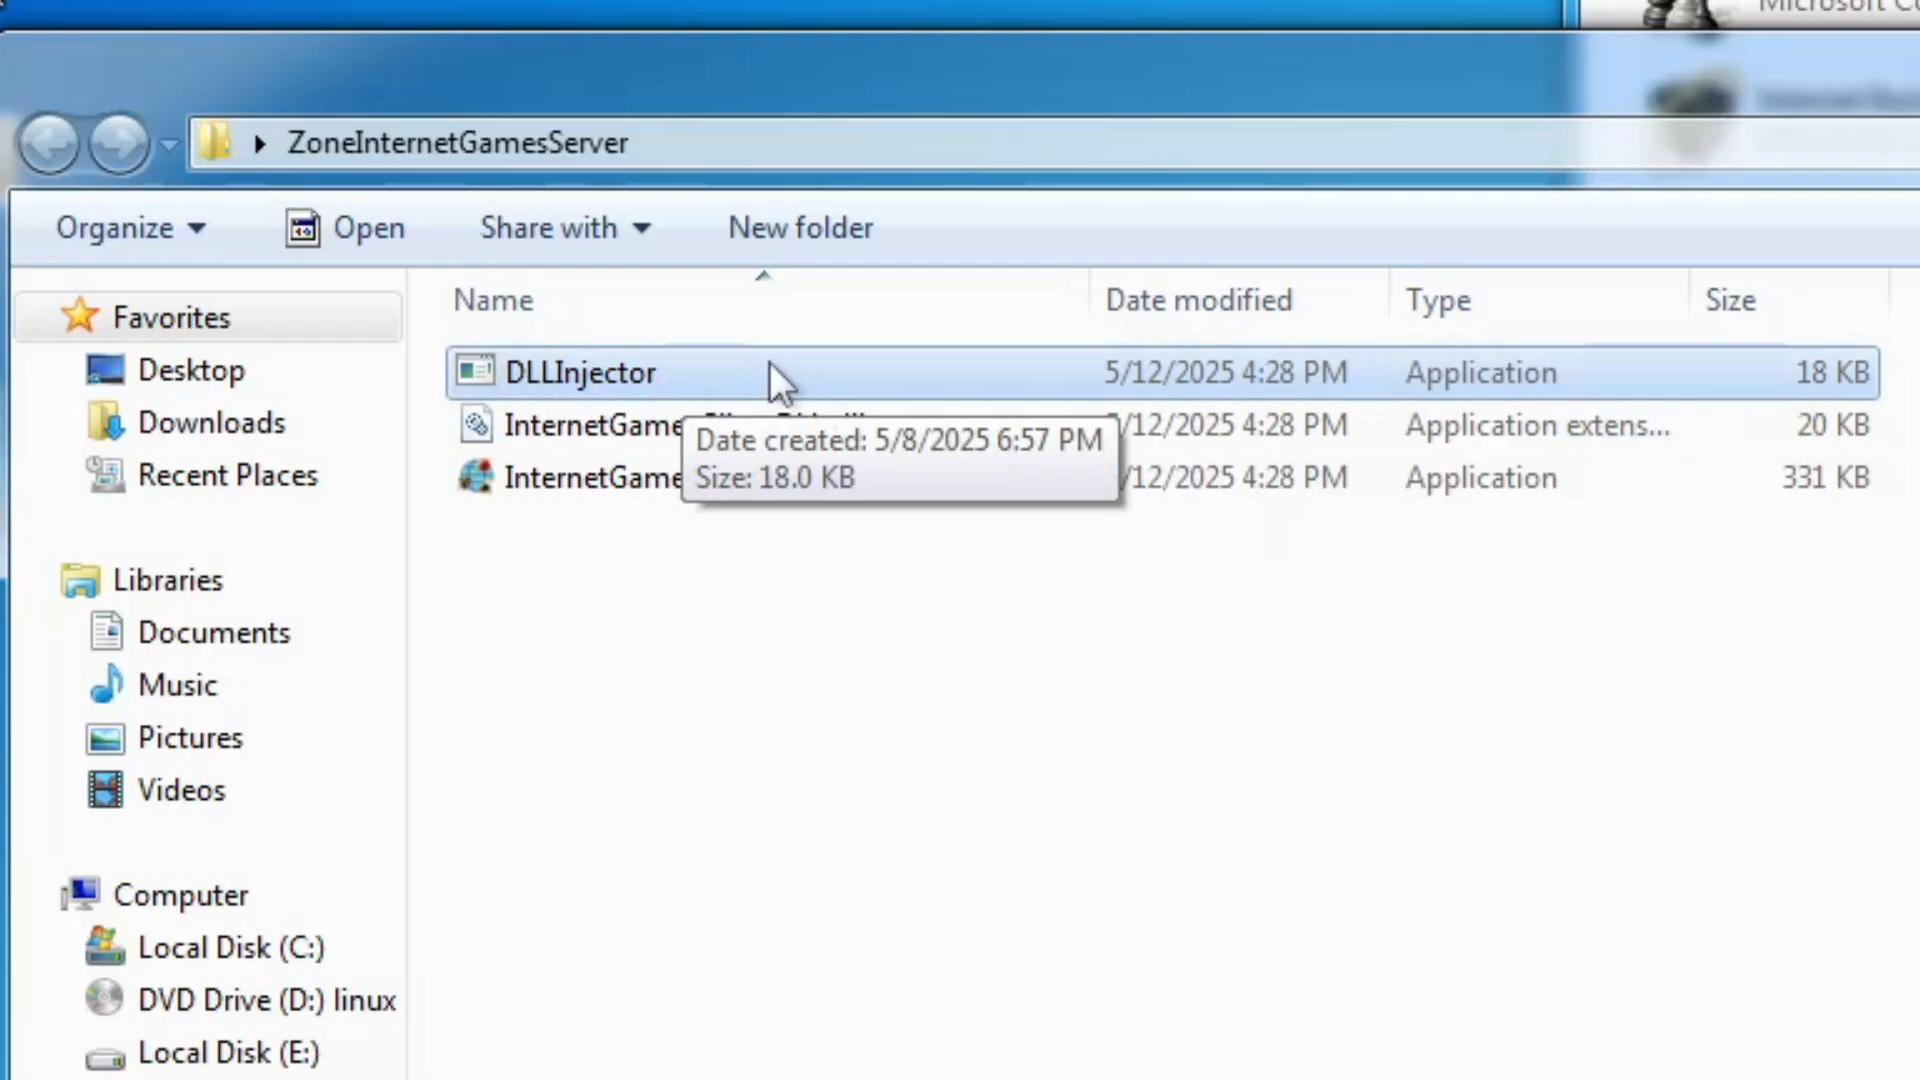 Microsoft
ZoneInternetGamesServer
Organize Open Share with New folder
Name Date modified Type Size
DLLInjector 5/12/2025 4:28 PM Application 18 KB
InternetGame /12/2025 4:28 PM Application extens... 20 KB
InternetGame /12/2025 4:28 PM Application 331 KB
Date created: 5/8/2025 6:57 PM
Size: 18.0 KB
Favorites
Desktop
Downloads
Recent Places
Libraries
Documents
Music
Pictures
Videos
Computer
Local Disk (C:)
DVD Drive (D:) linux
Local Disk (E:)